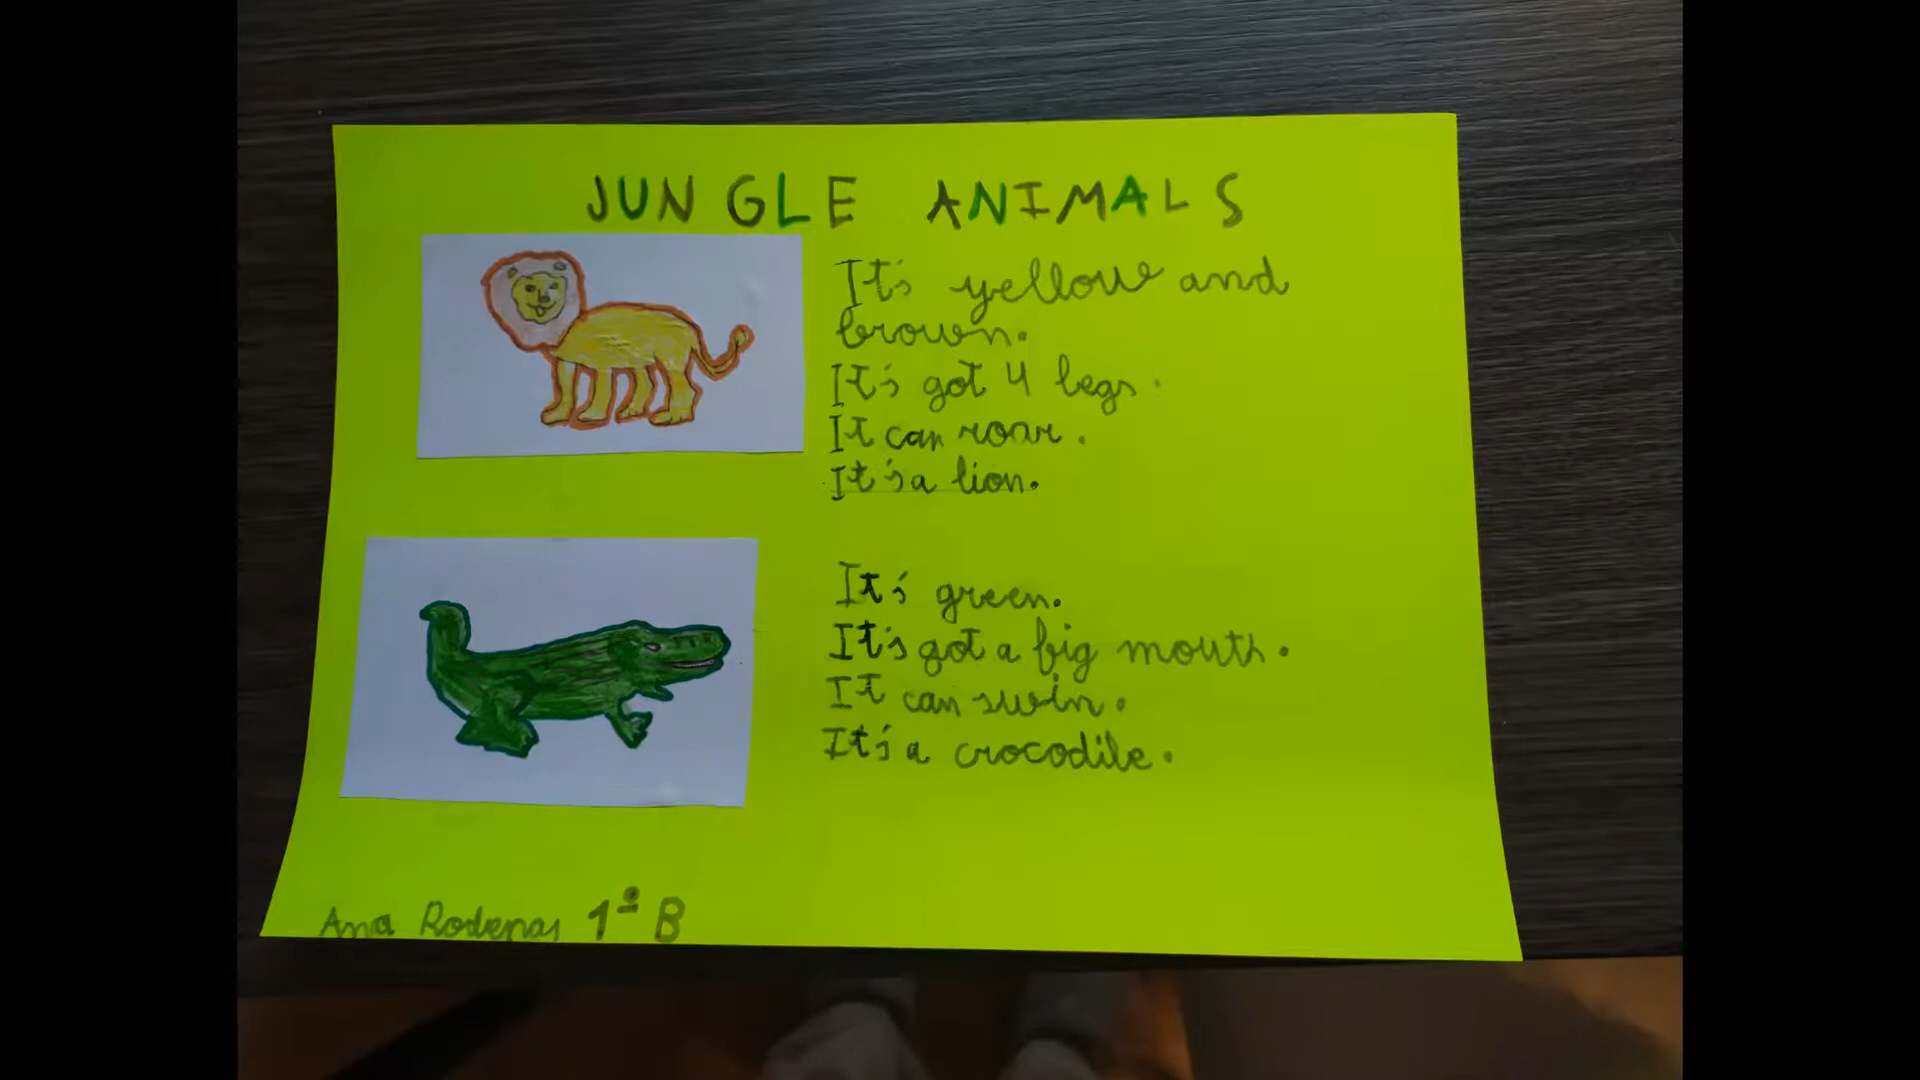 JUNGLE ANIMALS
It's yellow and
brown.
It's got 4 legs.
It can roar.
It's a lion.
It's green.
It's got a big mouth.
It can swin.
It's a crocodile.
Ana Rodenas 1º B